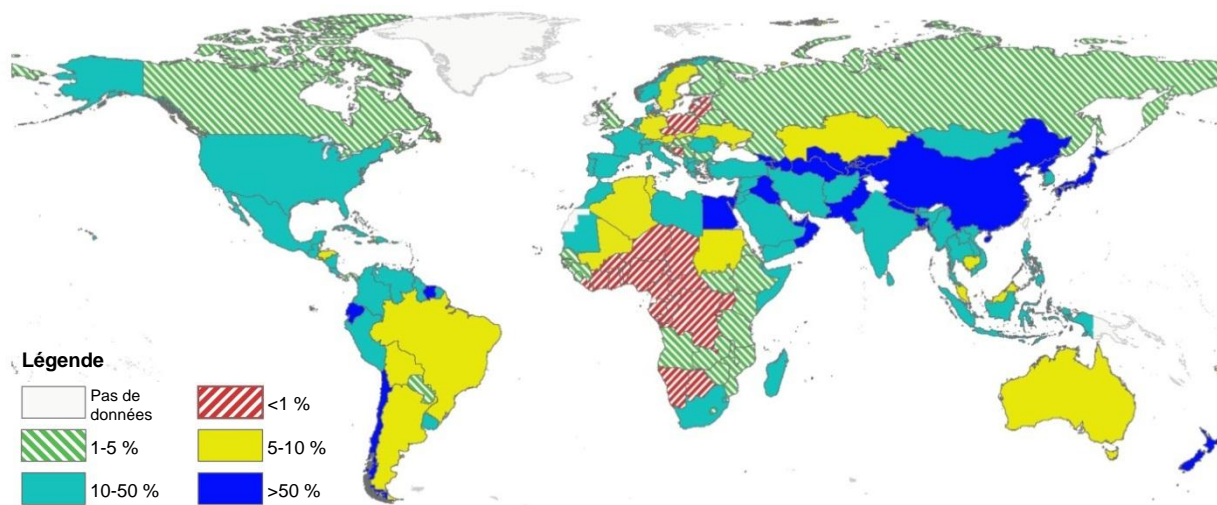 Légende
Pas de
données
<1 %
1-5 %
5-10 %
10-50 %
>50 %